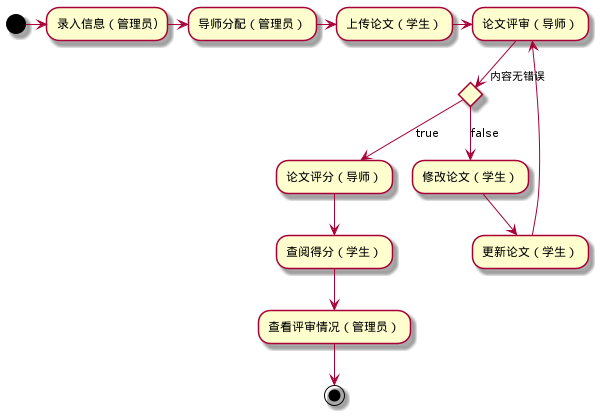 录入信息（管理员）
导师分配（管理员）
上传论文（学生）
论文评审（导师）
内容无错误
true
false
论文评分（导师）
修改论文（学生）
查阅得分（学生）
更新论文（学生）
查看评审情况（管理员）